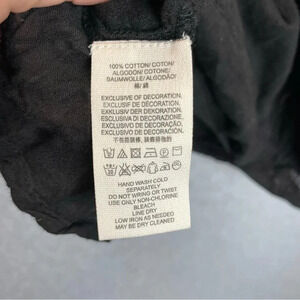 100% COTTON/ COTON/
ALGODÓN/ COTONE/
BAUMWOLLE/ ALGODÃO/
棉/ 綿
EXCLUSIVE OF DECORATION.
EXCLUSIF DE DÉCORATION.
EXKL. DEKORATION.
ESCLUSIVA DI DECORAZIONE.
EXCLUSIVO DE DECORAÇÃO.
EXCLUSIVO DE DECORACIÓN.
HAND WASH COLD
SEPARATELY
DO NOT WRING OR TWIST
USE ONLY NON-CHLORINE
BLEACH
LINE DRY
LOW IRON AS NEEDED
MAY BE DRY CLEANED